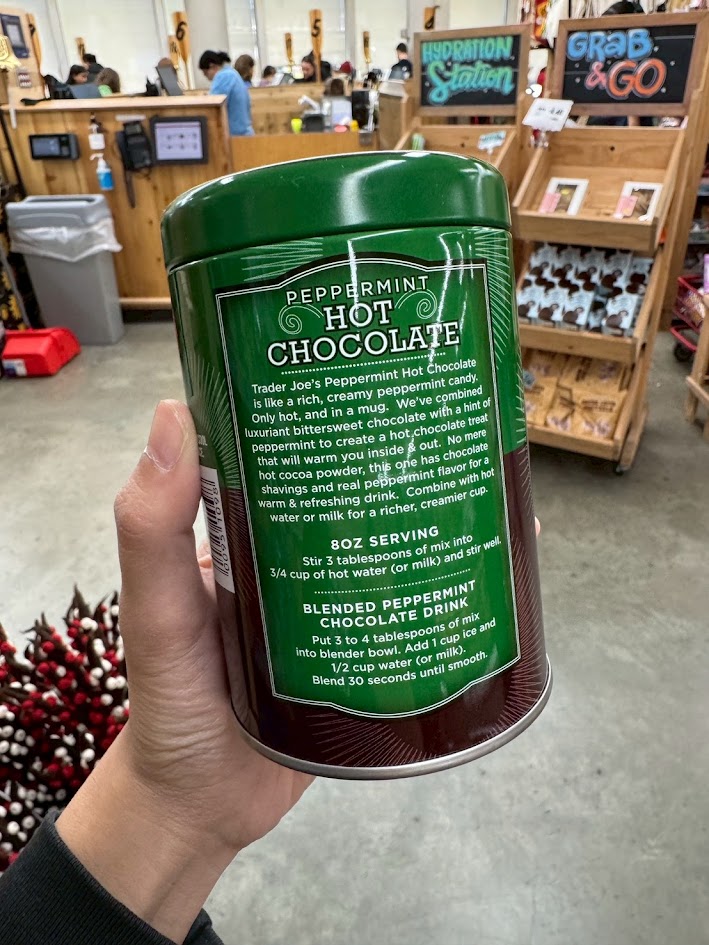 6
5
HYDRATION
Station
GRAB
& GO
PEPPERMINT
HOT
CHOCOLATE
Trader Joe's Peppermint Hot Chocolate
is like a rich, creamy peppermint candy.
Only hot, and in a mug. We've combined
luxuriant bittersweet chocolate with a hint of
peppermint to create a hot chocolate treat
that will warm you inside & out. No mere
hot cocoa powder, this one has chocolate
shavings and real peppermint flavor for a
warm & refreshing drink. Combine with hot
water or milk for a richer, creamier cup.
8OZ SERVING
Stir 3 tablespoons of mix into
3/4 cup of hot water (or milk) and stir well.
BLENDED PEPPERMINT
CHOCOLATE DRINK
Put 3 to 4 tablespoons of mix
into blender bowl. Add 1 cup ice and
1/2 cup water (or milk).
Blend 30 seconds until smooth.